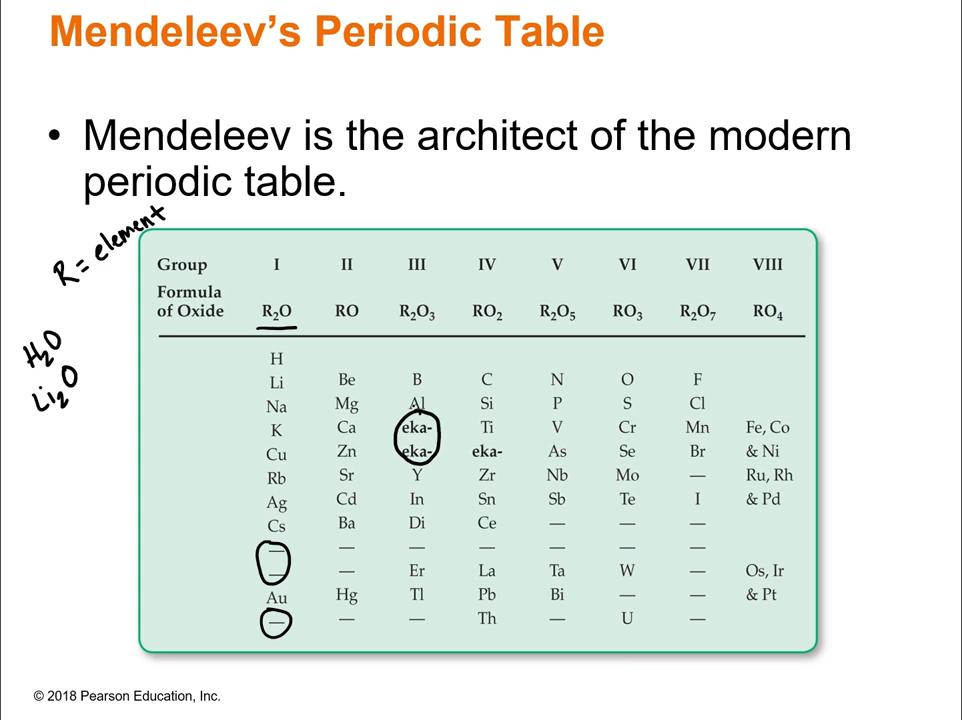 Mendeleev's Periodic Table
• Mendeleev is the architect of the modern
periodic table.
R = element
H₂O
Li₂O
Group I II III IV V VI VII VIII
Formula
of Oxide R₂O RO R₂O₃ RO₂ R₂O₅ RO₃ R₂O₇ RO₄
H
Li Be B C N O F
Na Mg Al Si P S Cl
K Ca eka- Ti V Cr Mn Fe, Co
Cu Zn eka- eka- As Se Br & Ni
Rb Sr Y Zr Nb Mo — Ru, Rh
Ag Cd In Sn Sb Te I & Pd
Cs Ba Di Ce — — —
— — — — — — —
— — Er La Ta W — Os, Ir
Au Hg Tl Pb Bi — — & Pt
— — — Th — U —
© 2018 Pearson Education, Inc.